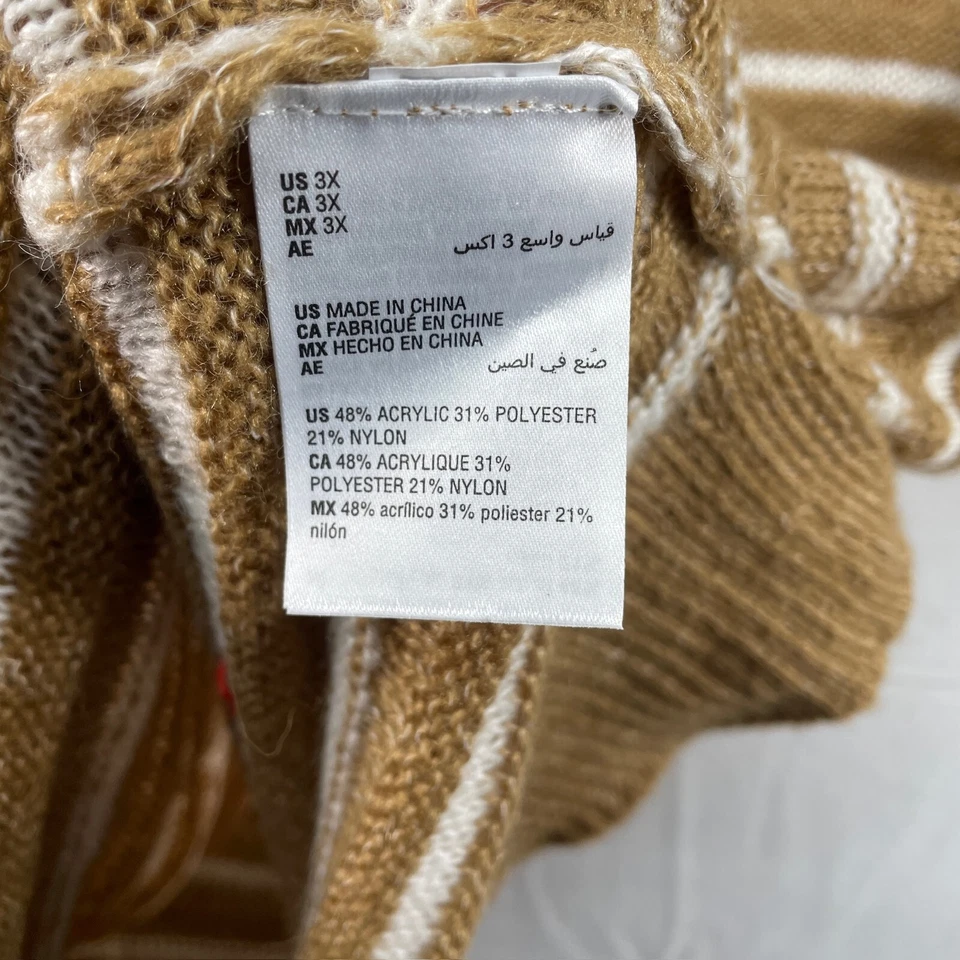 US 3X
CA 3X
MX 3X
AE قياس واسع 3 اكس
US MADE IN CHINA
CA FABRIQUÉ EN CHINE
MX HECHO EN CHINA
AE صُنع في الصين
US 48% ACRYLIC 31% POLYESTER
21% NYLON
CA 48% ACRYLIQUE 31%
POLYESTER 21% NYLON
MX 48% acrílico 31% poliester 21%
nilón